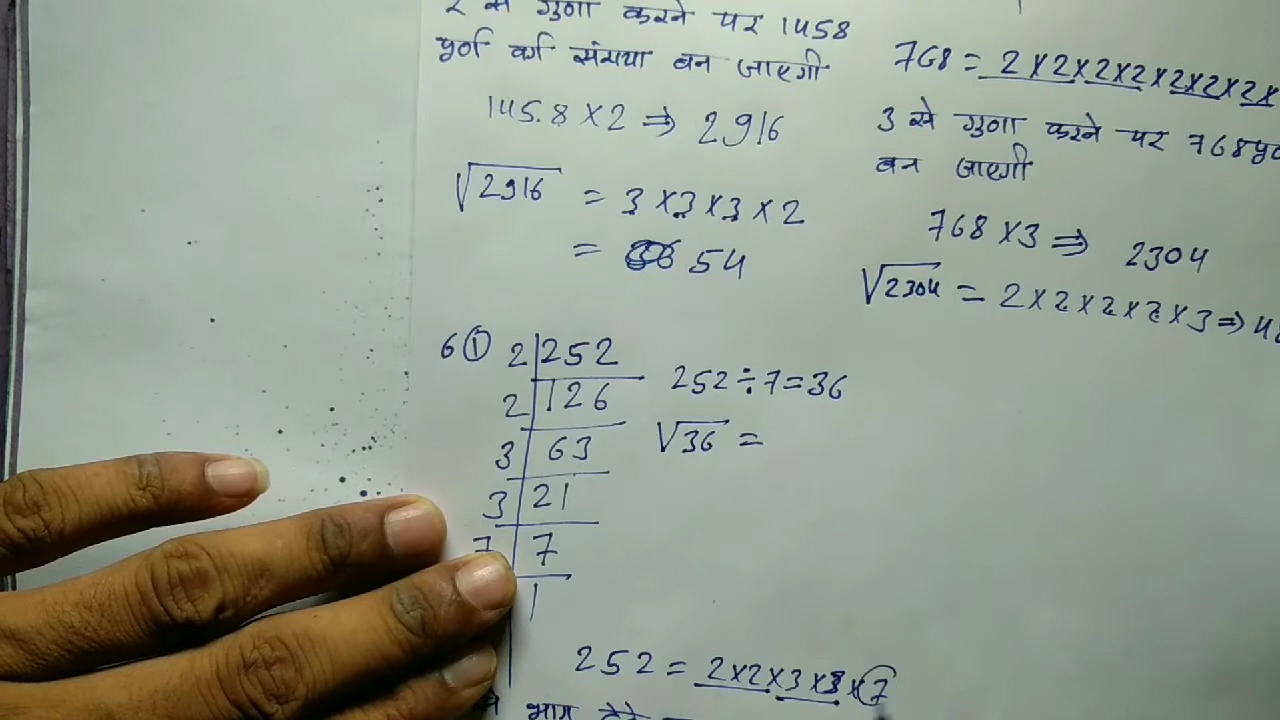 2 से गुणा करने पर 1458
पूर्ण वर्ग संख्या बन जाएगी
1458 × 2 ⇒ 2916
√2916 = 3 × 3 × 3 × 2
= 54
768 = 2 × 2 × 2 × 2 × 2 × 2 × 2 ×
3 से गुणा करने पर 768
बन जाएगी
768 × 3 ⇒ 2304
√2304 = 2 × 2 × 2 × 2 × 3 ⇒ 4
6 ① 2 | 252
2 | 126
3 | 63
3 | 21
7 | 7
1
252 ÷ 7 = 36
√36 =
252 = 2 × 2 × 3 × 3 × 7
भाग